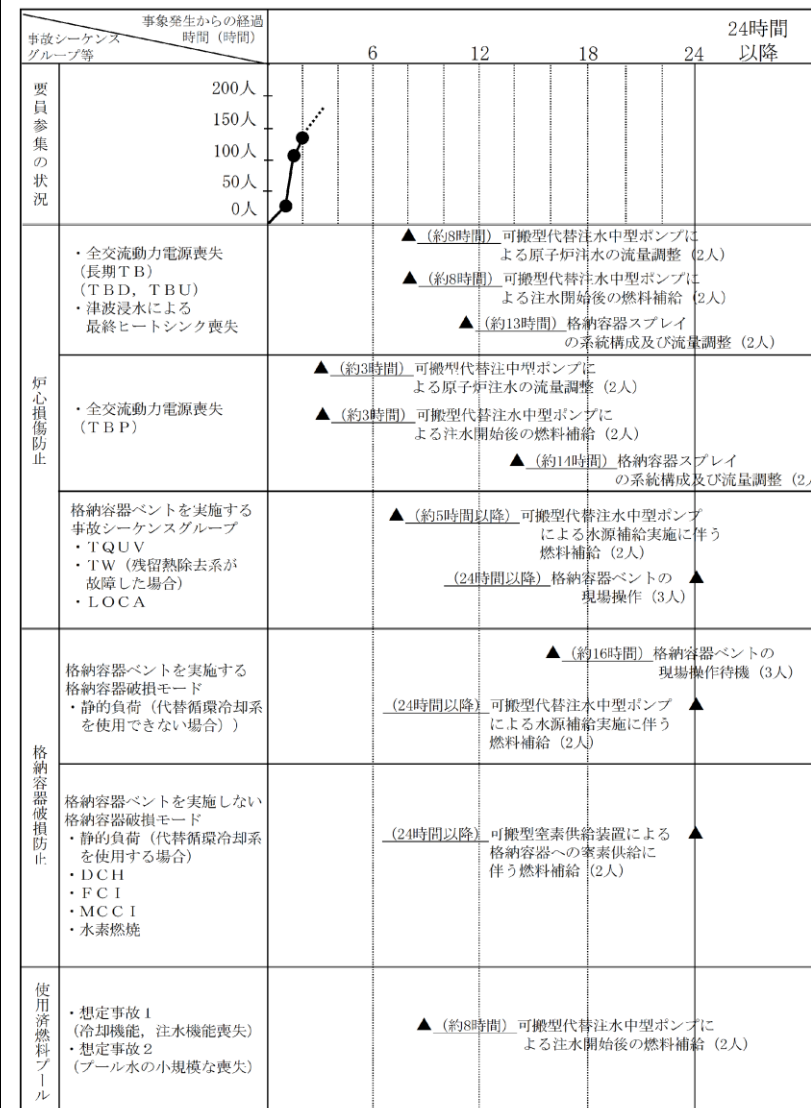 事象発生からの経過
時間（時間）
事故シーケンス
グループ等
6
12
18
24
24時間
以降
要員参集の状況
200人
150人
100人
50人
0人
炉心損傷防止
・全交流動力電源喪失
（長期ＴＢ）
（ＴＢＤ，ＴＢＵ）
・津波浸水による
最終ヒートシンク喪失
▲（約8時間）可搬型代替注水中型ポンプに
よる原子炉注水の流量調整（2人）
▲（約8時間）可搬型代替注水中型ポンプに
よる注水開始後の燃料補給（2人）
▲（約13時間）格納容器スプレイ
の系統構成及び流量調整（2人）
・全交流動力電源喪失
（ＴＢＰ）
▲（約3時間）可搬型代替注中型ポンプに
よる原子炉注水の流量調整（2人）
▲（約3時間）可搬型代替注水中型ポンプに
よる注水開始後の燃料補給（2人）
▲（約14時間）格納容器スプレイ
の系統構成及び流量調整（2人
格納容器ベントを実施する
事故シーケンスグループ
・ＴＱＵＶ
・ＴＷ（残留熱除去系が
故障した場合）
・ＬＯＣＡ
▲（約5時間以降）可搬型代替注水中型ポンプ
による水源補給実施に伴う
燃料補給（2人）
（24時間以降）格納容器ベントの ▲
現場操作（3人）
格納容器破損防止
格納容器ベントを実施する
格納容器破損モード
・静的負荷（代替循環冷却系
を使用できない場合））
▲（約16時間）格納容器ベントの
現場操作待機（3人）
（24時間以降）可搬型代替注水中型ポンプ ▲
による水源補給実施に伴う
燃料補給（2人）
格納容器ベントを実施しない
格納容器破損モード
・静的負荷（代替循環冷却系
を使用する場合）
・ＤＣＨ
・ＦＣＩ
・ＭＣＣＩ
・水素燃焼
（24時間以降）可搬型窒素供給装置による ▲
格納容器への窒素供給に
伴う燃料補給（2人）
使用済燃料プール
・想定事故１
（冷却機能，注水機能喪失）
・想定事故２
（プール水の小規模な喪失）
▲（約8時間）可搬型代替注水中型ポンプに
よる注水開始後の燃料補給（2人）